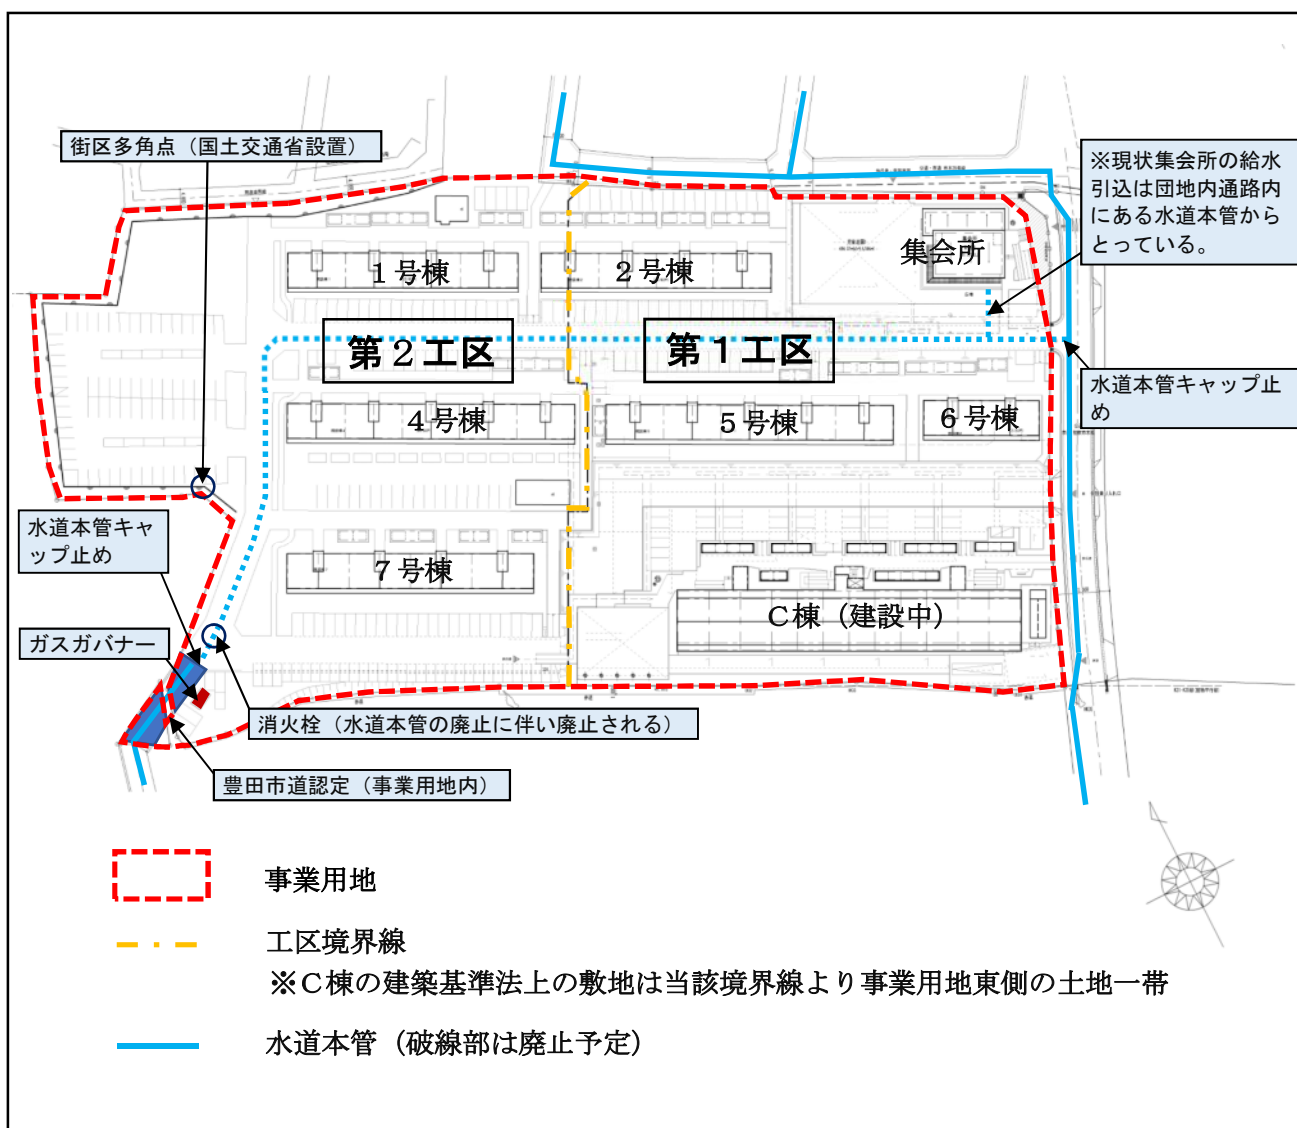 街区多角点（国土交通省設置）
※現状集会所の給水
引込は団地内通路内
にある水道本管から
とっている。
集会所
１号棟
２号棟
第２工区
第１工区
水道本管キャップ止
め
４号棟
５号棟
６号棟
水道本管キャ
ップ止め
７号棟
Ｃ棟（建設中）
ガスガバナー
消火栓（水道本管の廃止に伴い廃止される）
豊田市道認定（事業用地内）
事業用地
工区境界線
※Ｃ棟の建築基準法上の敷地は当該境界線より事業用地東側の土地一帯
水道本管（破線部は廃止予定）